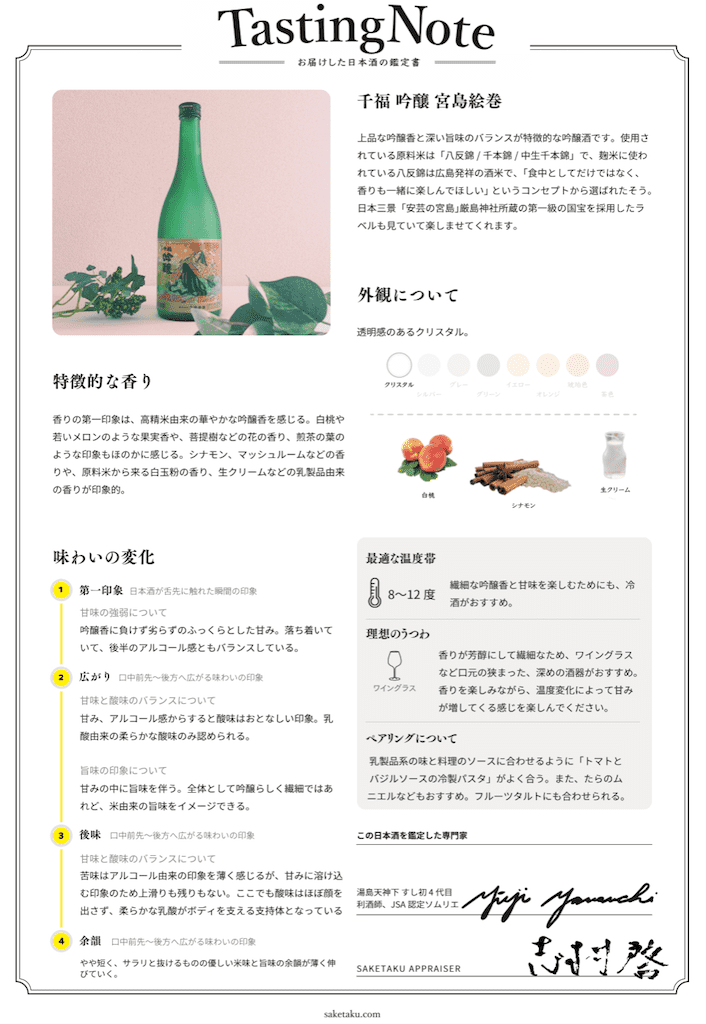 TastingNote
お届けした日本酒の鑑定書
千福 吟醸 宮島絵巻
上品な吟醸香と深い旨味のバランスが特徴的な吟醸酒です。使用さ
れている原料米は「八反錦 / 千本錦 / 中生千本錦」で、麹米に使わ
れている八反錦は広島発祥の酒米で、「食中としてだけではなく、
香りも一緒に楽しんでほしい」というコンセプトから選ばれたそう。
日本三景「安芸の宮島」厳島神社所蔵の第一級の国宝を採用したラ
ベルも見ていて楽しませてくれます。
外観について
透明感のあるクリスタル。
クリスタル
シルバー
グレー
グリーン
イエロー
オレンジ
琥珀色
茶色
白桃
シナモン
生クリーム
特徴的な香り
香りの第一印象は、高精米由来の華やかな吟醸香を感じる。白桃や
若いメロンのような果実香や、菩提樹などの花の香り、煎茶の葉の
ような印象もほのかに感じる。シナモン、マッシュルームなどの香
りや、原料米から来る白玉粉の香り、生クリームなどの乳製品由来
の香りが印象的。
味わいの変化
1 第一印象 日本酒が舌先に触れた瞬間の印象
甘味の強弱について
吟醸香に負けず劣らずのふっくらとした甘み。落ち着いて
いて、後半のアルコール感ともバランスしている。
2 広がり 口中前先〜後方へ広がる味わいの印象
甘味と酸味のバランスについて
甘み、アルコール感からすると酸味はおとなしい印象。乳
酸由来の柔らかな酸味のみ認められる。
旨味の印象について
甘みの中に旨味を伴う。全体として吟醸らしく繊細ではあ
れど、米由来の旨味をイメージできる。
3 後味 口中前先〜後方へ広がる味わいの印象
甘味と酸味のバランスについて
苦味はアルコール由来の印象を薄く感じるが、甘みに溶け込
む印象のため上滑りも残りもない。ここでも酸味はほぼ顔を
出さず、柔らかな乳酸がボディを支える支持体となっている
4 余韻 口中前先〜後方へ広がる味わいの印象
やや短く、サラリと抜けるものの優しい米味と旨味の余韻が薄く伸
びていく。
最適な温度帯
8〜12 度
繊細な吟醸香と甘味を楽しむためにも、冷
酒がおすすめ。
理想のうつわ
ワイングラス
香りが芳醇にして繊細なため、ワイングラス
など口元の狭まった、深めの酒器がおすすめ。
香りを楽しみながら、温度変化によって甘み
が増してくる感じを楽しんでください。
ペアリングについて
乳製品系の味と料理のソースに合わせるように「トマトと
バジルソースの冷製パスタ」がよく合う。また、たらのム
ニエルなどもおすすめ。フルーツタルトにも合わせられる。
この日本酒を鑑定した専門家
湯島天神下 すし初 4 代目
利酒師、JSA 認定ソムリエ
Yuji Yamauchi
SAKETAKU APPRAISER
saketaku.com